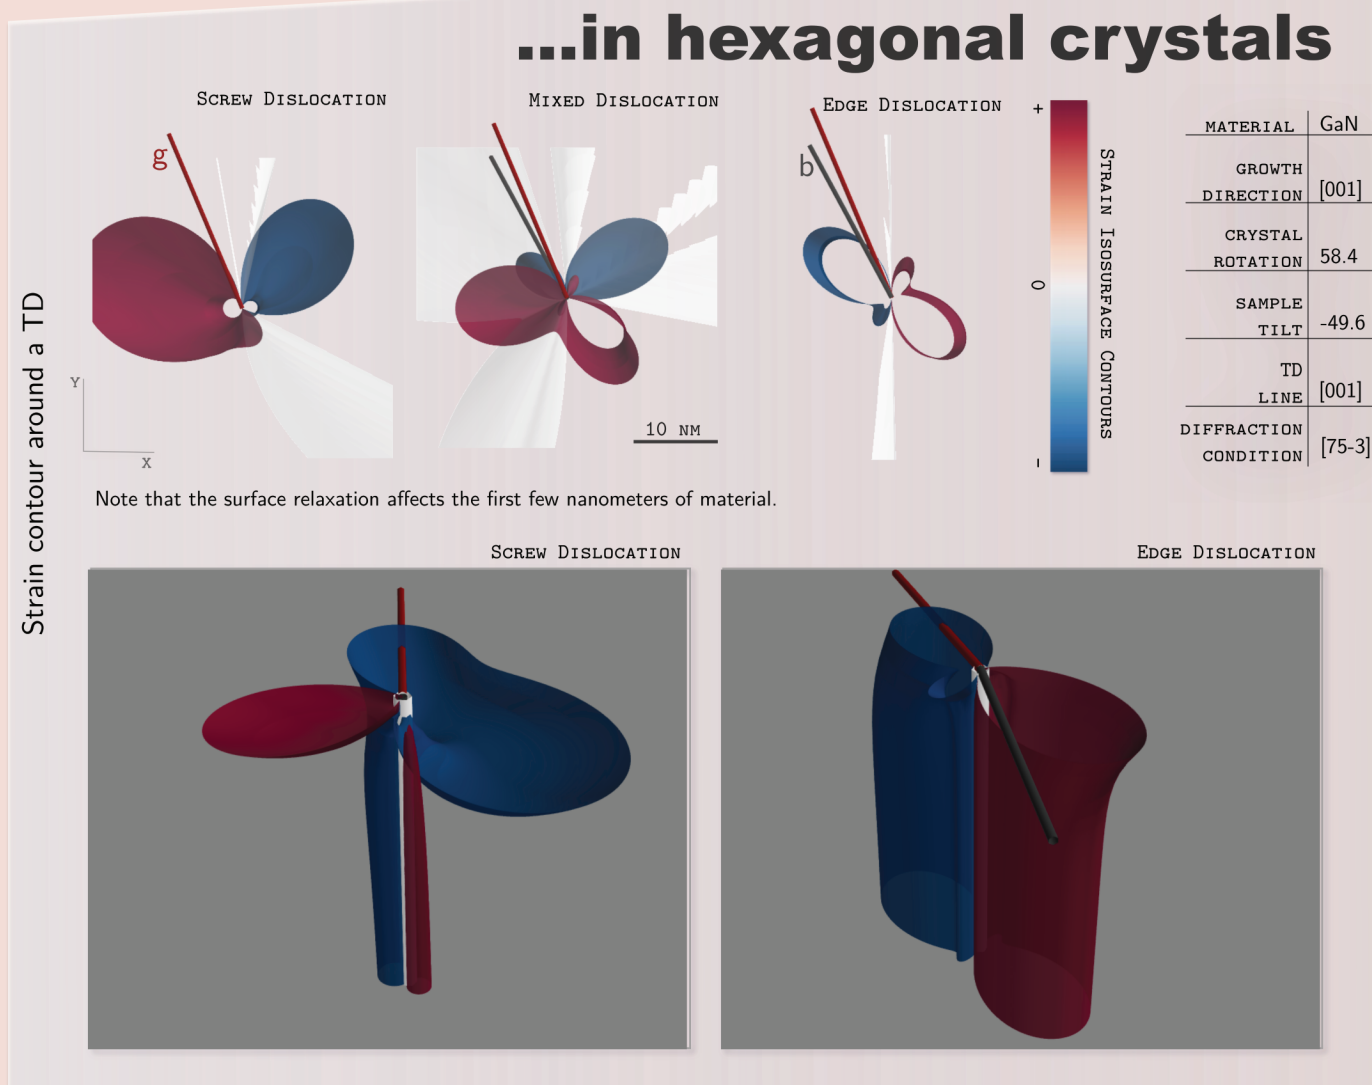 ...in hexagonal crystals
Strain contour around a TD
Screw Dislocation
Mixed Dislocation
Edge Dislocation
g
b
Y
X
10 nm
+
0
-
Strain Isosurface Contours
Material GaN
Growth
Direction [001]
Crystal
Rotation 58.4
Sample
Tilt -49.6
TD
Line [001]
Diffraction
Condition [75-3]
Note that the surface relaxation affects the first few nanometers of material.
Screw Dislocation
Edge Dislocation